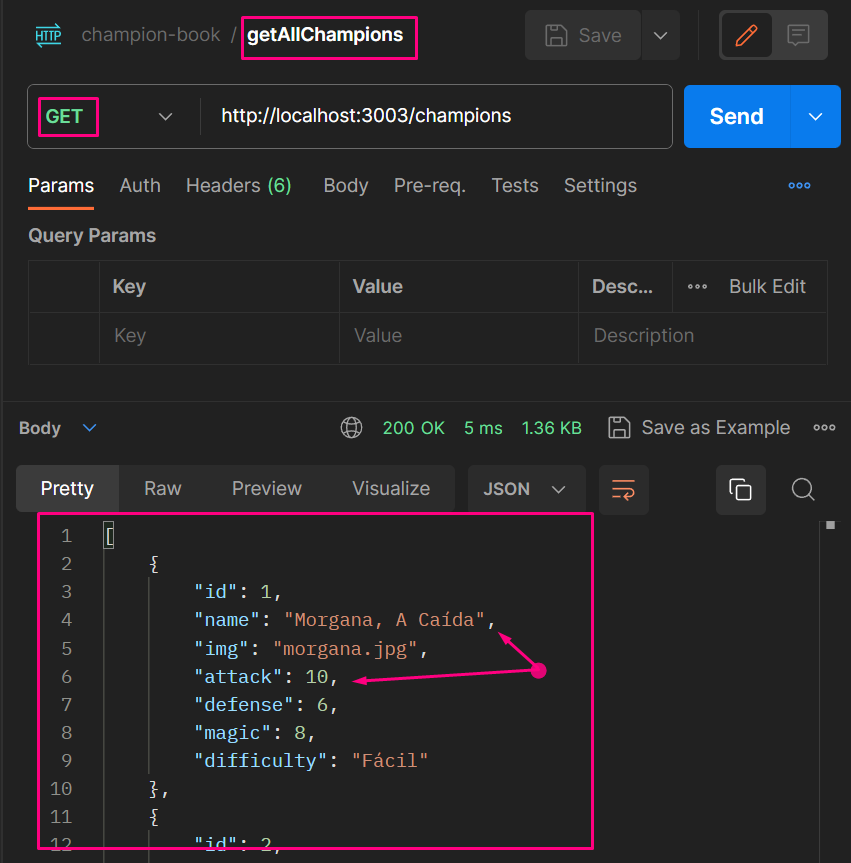 HTTP champion-book / getAllChampions Save
GET http://localhost:3003/champions Send
Params Auth Headers (6) Body Pre-req. Tests Settings
Query Params
Key Value Desc... Bulk Edit
Key Value Description
Body 200 OK 5 ms 1.36 KB Save as Example
Pretty Raw Preview Visualize JSON
1 [
2 {
3 "id": 1,
4 "name": "Morgana, A Caída",
5 "img": "morgana.jpg",
6 "attack": 10,
7 "defense": 6,
8 "magic": 8,
9 "difficulty": "Fácil"
10 },
11 {
12 "id": 2,